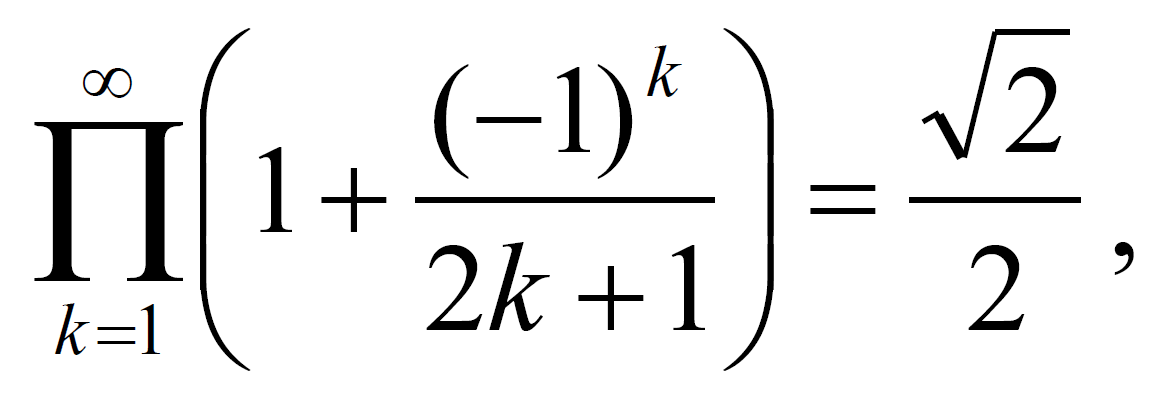 ∏_{k=1}^{∞} (1 + (−1)^k / (2k + 1)) = √2 / 2 ,